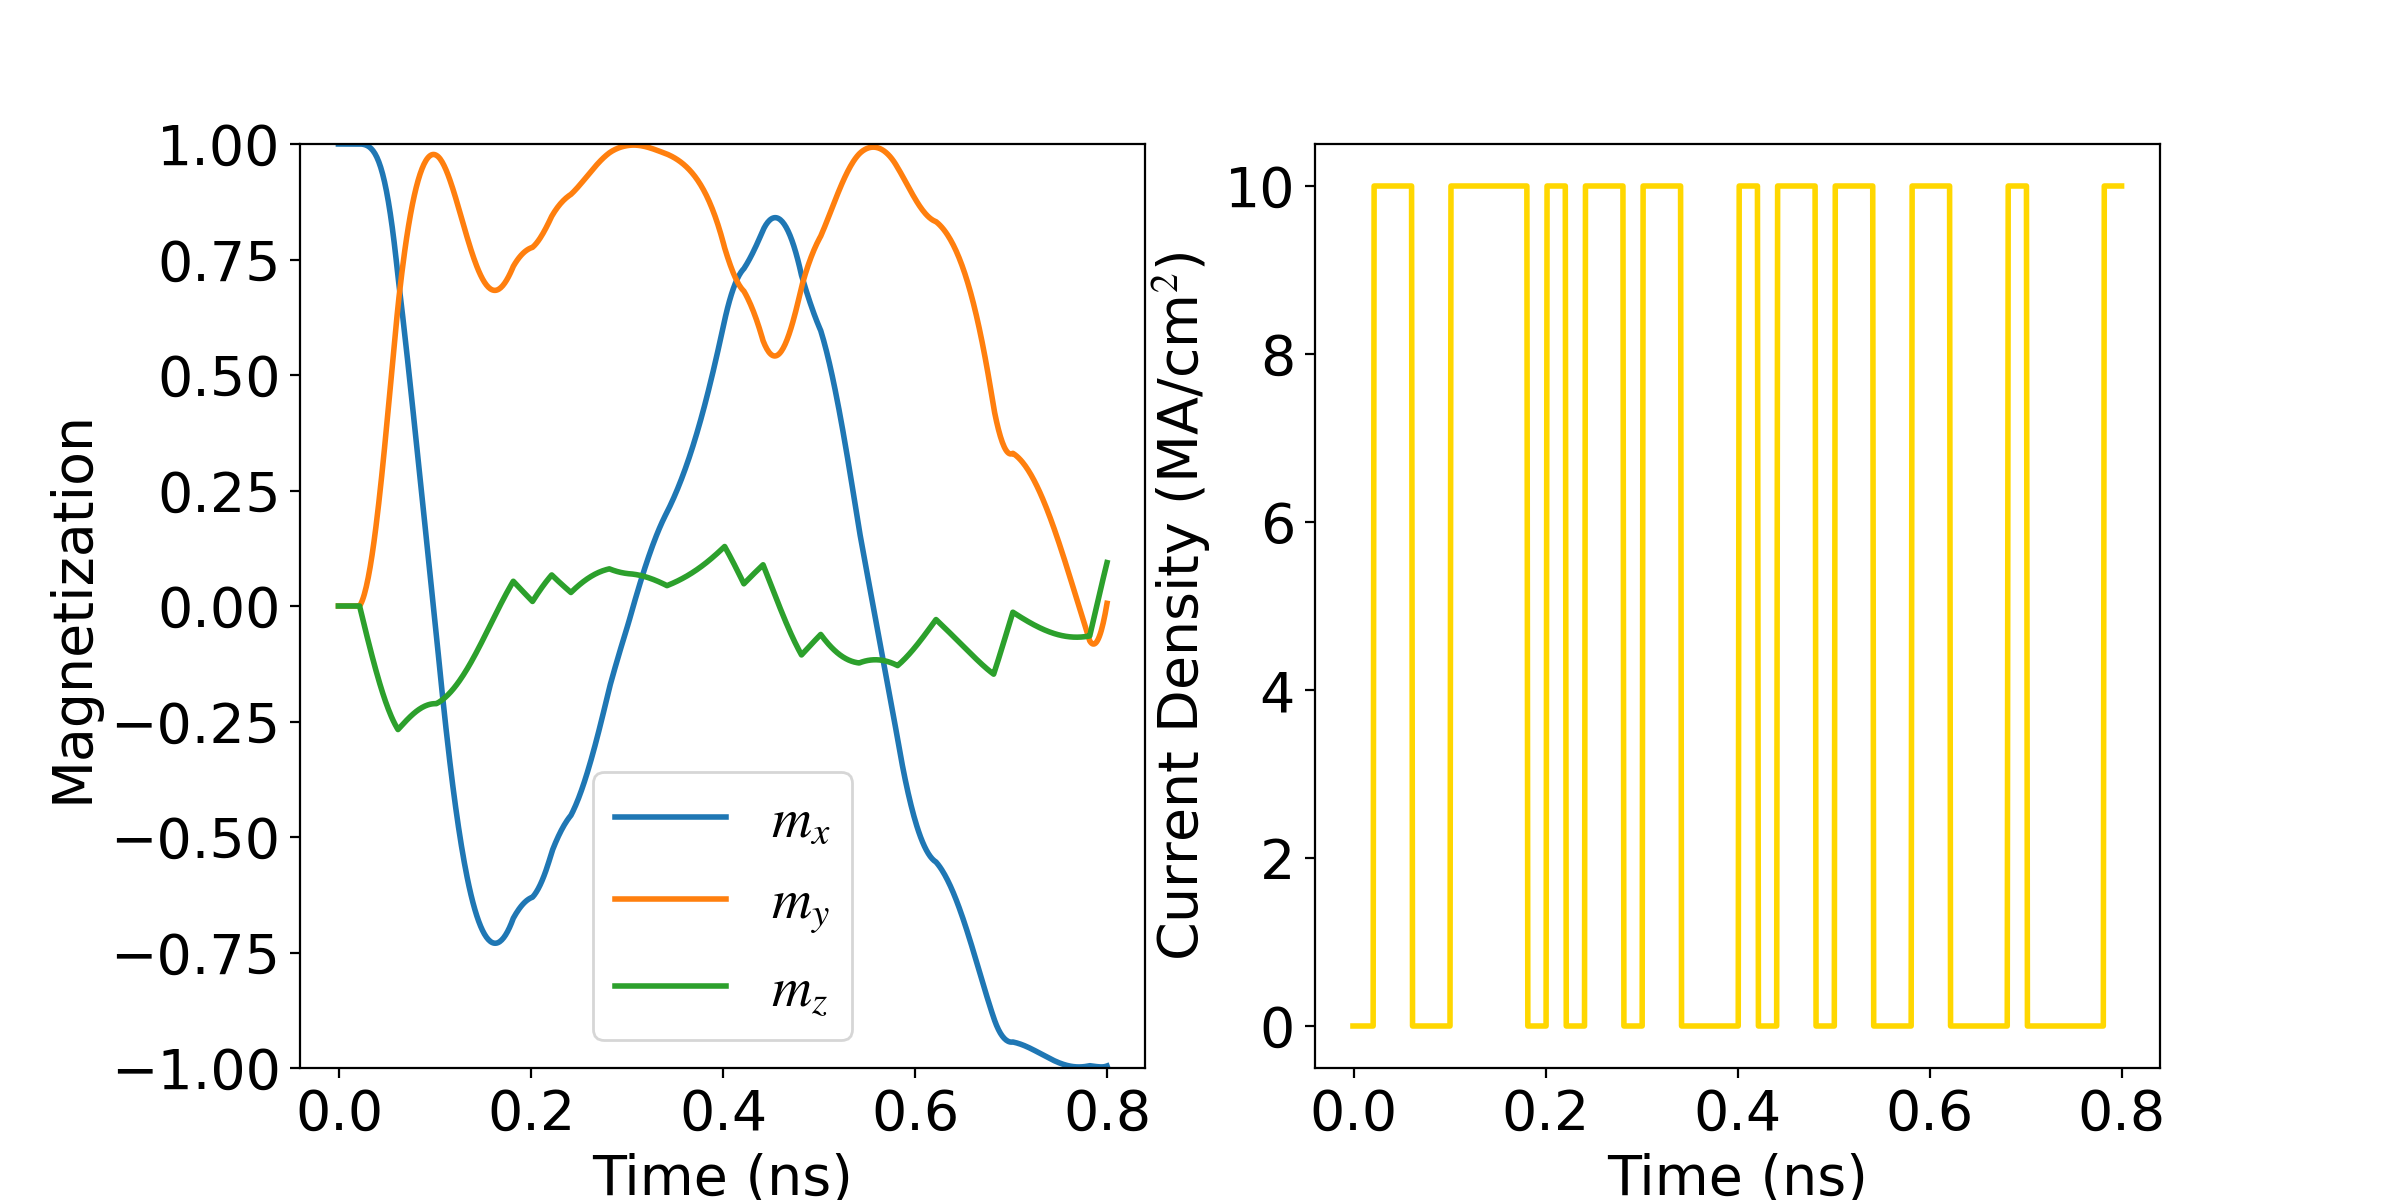 Magnetization
1.00
0.75
0.50
0.25
0.00
−0.25
−0.50
−0.75
−1.00
0.0 0.2 0.4 0.6 0.8
Time (ns)
m_x
m_y
m_z
Current Density (MA/cm²)
10
8
6
4
2
0
0.0 0.2 0.4 0.6 0.8
Time (ns)